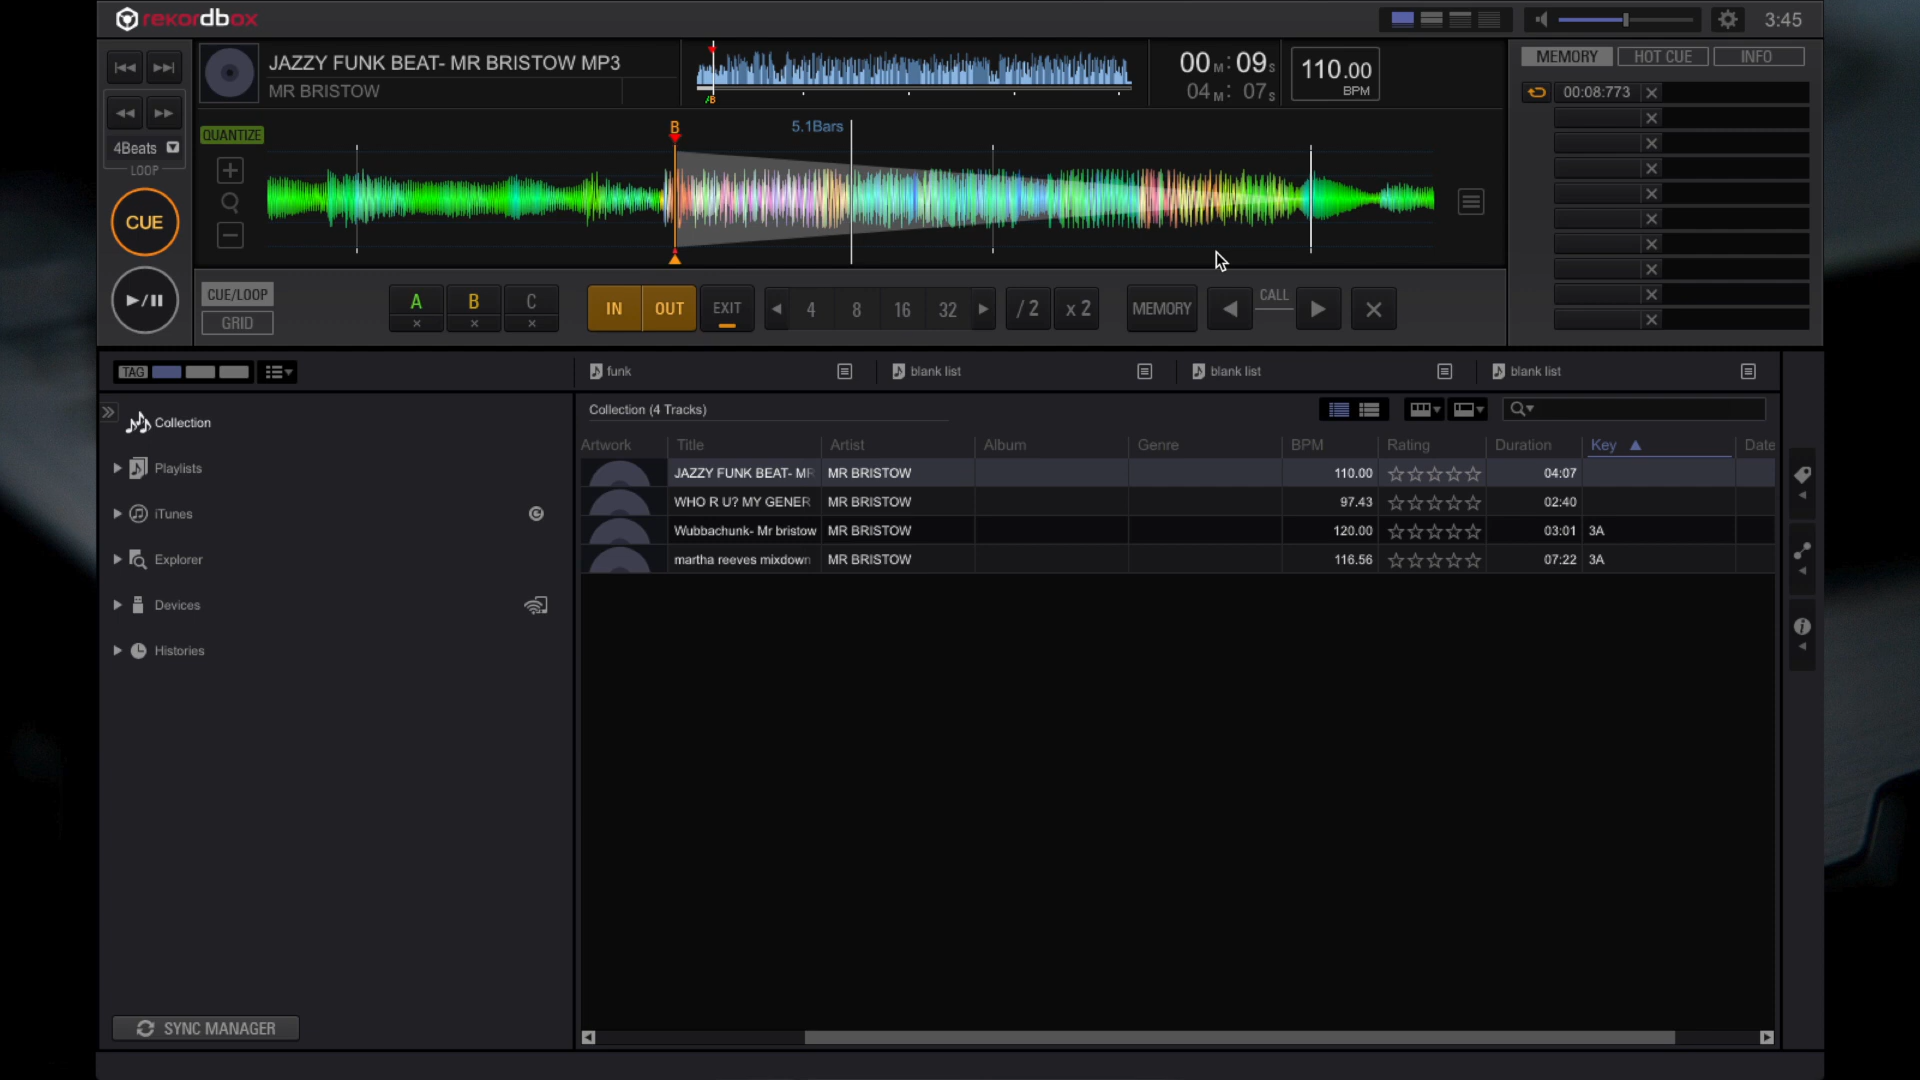 rekordbox
3:45
JAZZY FUNK BEAT- MR BRISTOW MP3
MR BRISTOW
00 M : 09 S
04 M : 07 S
110.00
BPM
MEMORY HOT CUE INFO
00:08:773
4Beats
LOOP
QUANTIZE
B
5.1Bars
CUE
CUE/LOOP
GRID
A B C
IN OUT EXIT
4 8 16 32
/ 2 x 2
MEMORY
CALL
TAG
funk
blank list
blank list
blank list
Collection
Playlists
iTunes
Explorer
Devices
Histories
SYNC MANAGER
Collection (4 Tracks)
Artwork Title Artist Album Genre BPM Rating Duration Key Date
JAZZY FUNK BEAT- MR MR BRISTOW 110.00 04:07
WHO R U? MY GENER MR BRISTOW 97.43 02:40
Wubbachunk- Mr bristow MR BRISTOW 120.00 03:01 3A
martha reeves mixdown MR BRISTOW 116.56 07:22 3A